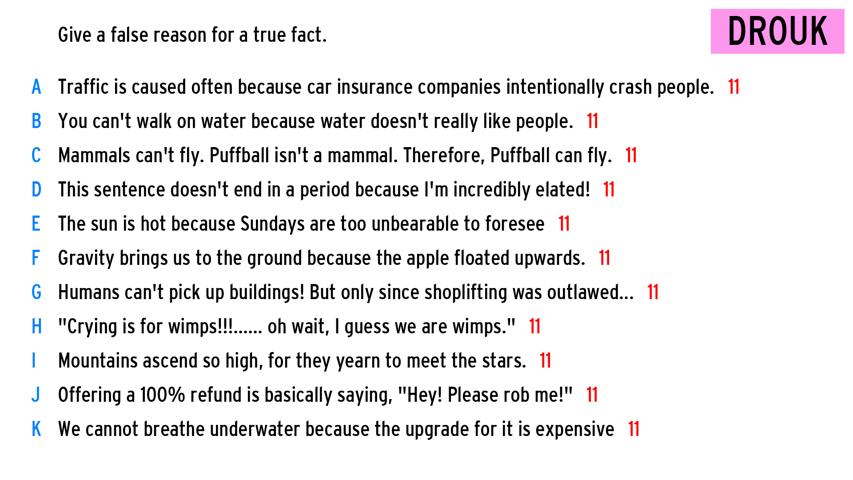 Give a false reason for a true fact.
DROUK
A Traffic is caused often because car insurance companies intentionally crash people. 11
B You can't walk on water because water doesn't really like people. 11
C Mammals can't fly. Puffball isn't a mammal. Therefore, Puffball can fly. 11
D This sentence doesn't end in a period because I'm incredibly elated! 11
E The sun is hot because Sundays are too unbearable to foresee 11
F Gravity brings us to the ground because the apple floated upwards. 11
G Humans can't pick up buildings! But only since shoplifting was outlawed... 11
H "Crying is for wimps!!!...... oh wait, I guess we are wimps." 11
I Mountains ascend so high, for they yearn to meet the stars. 11
J Offering a 100% refund is basically saying, "Hey! Please rob me!" 11
K We cannot breathe underwater because the upgrade for it is expensive 11